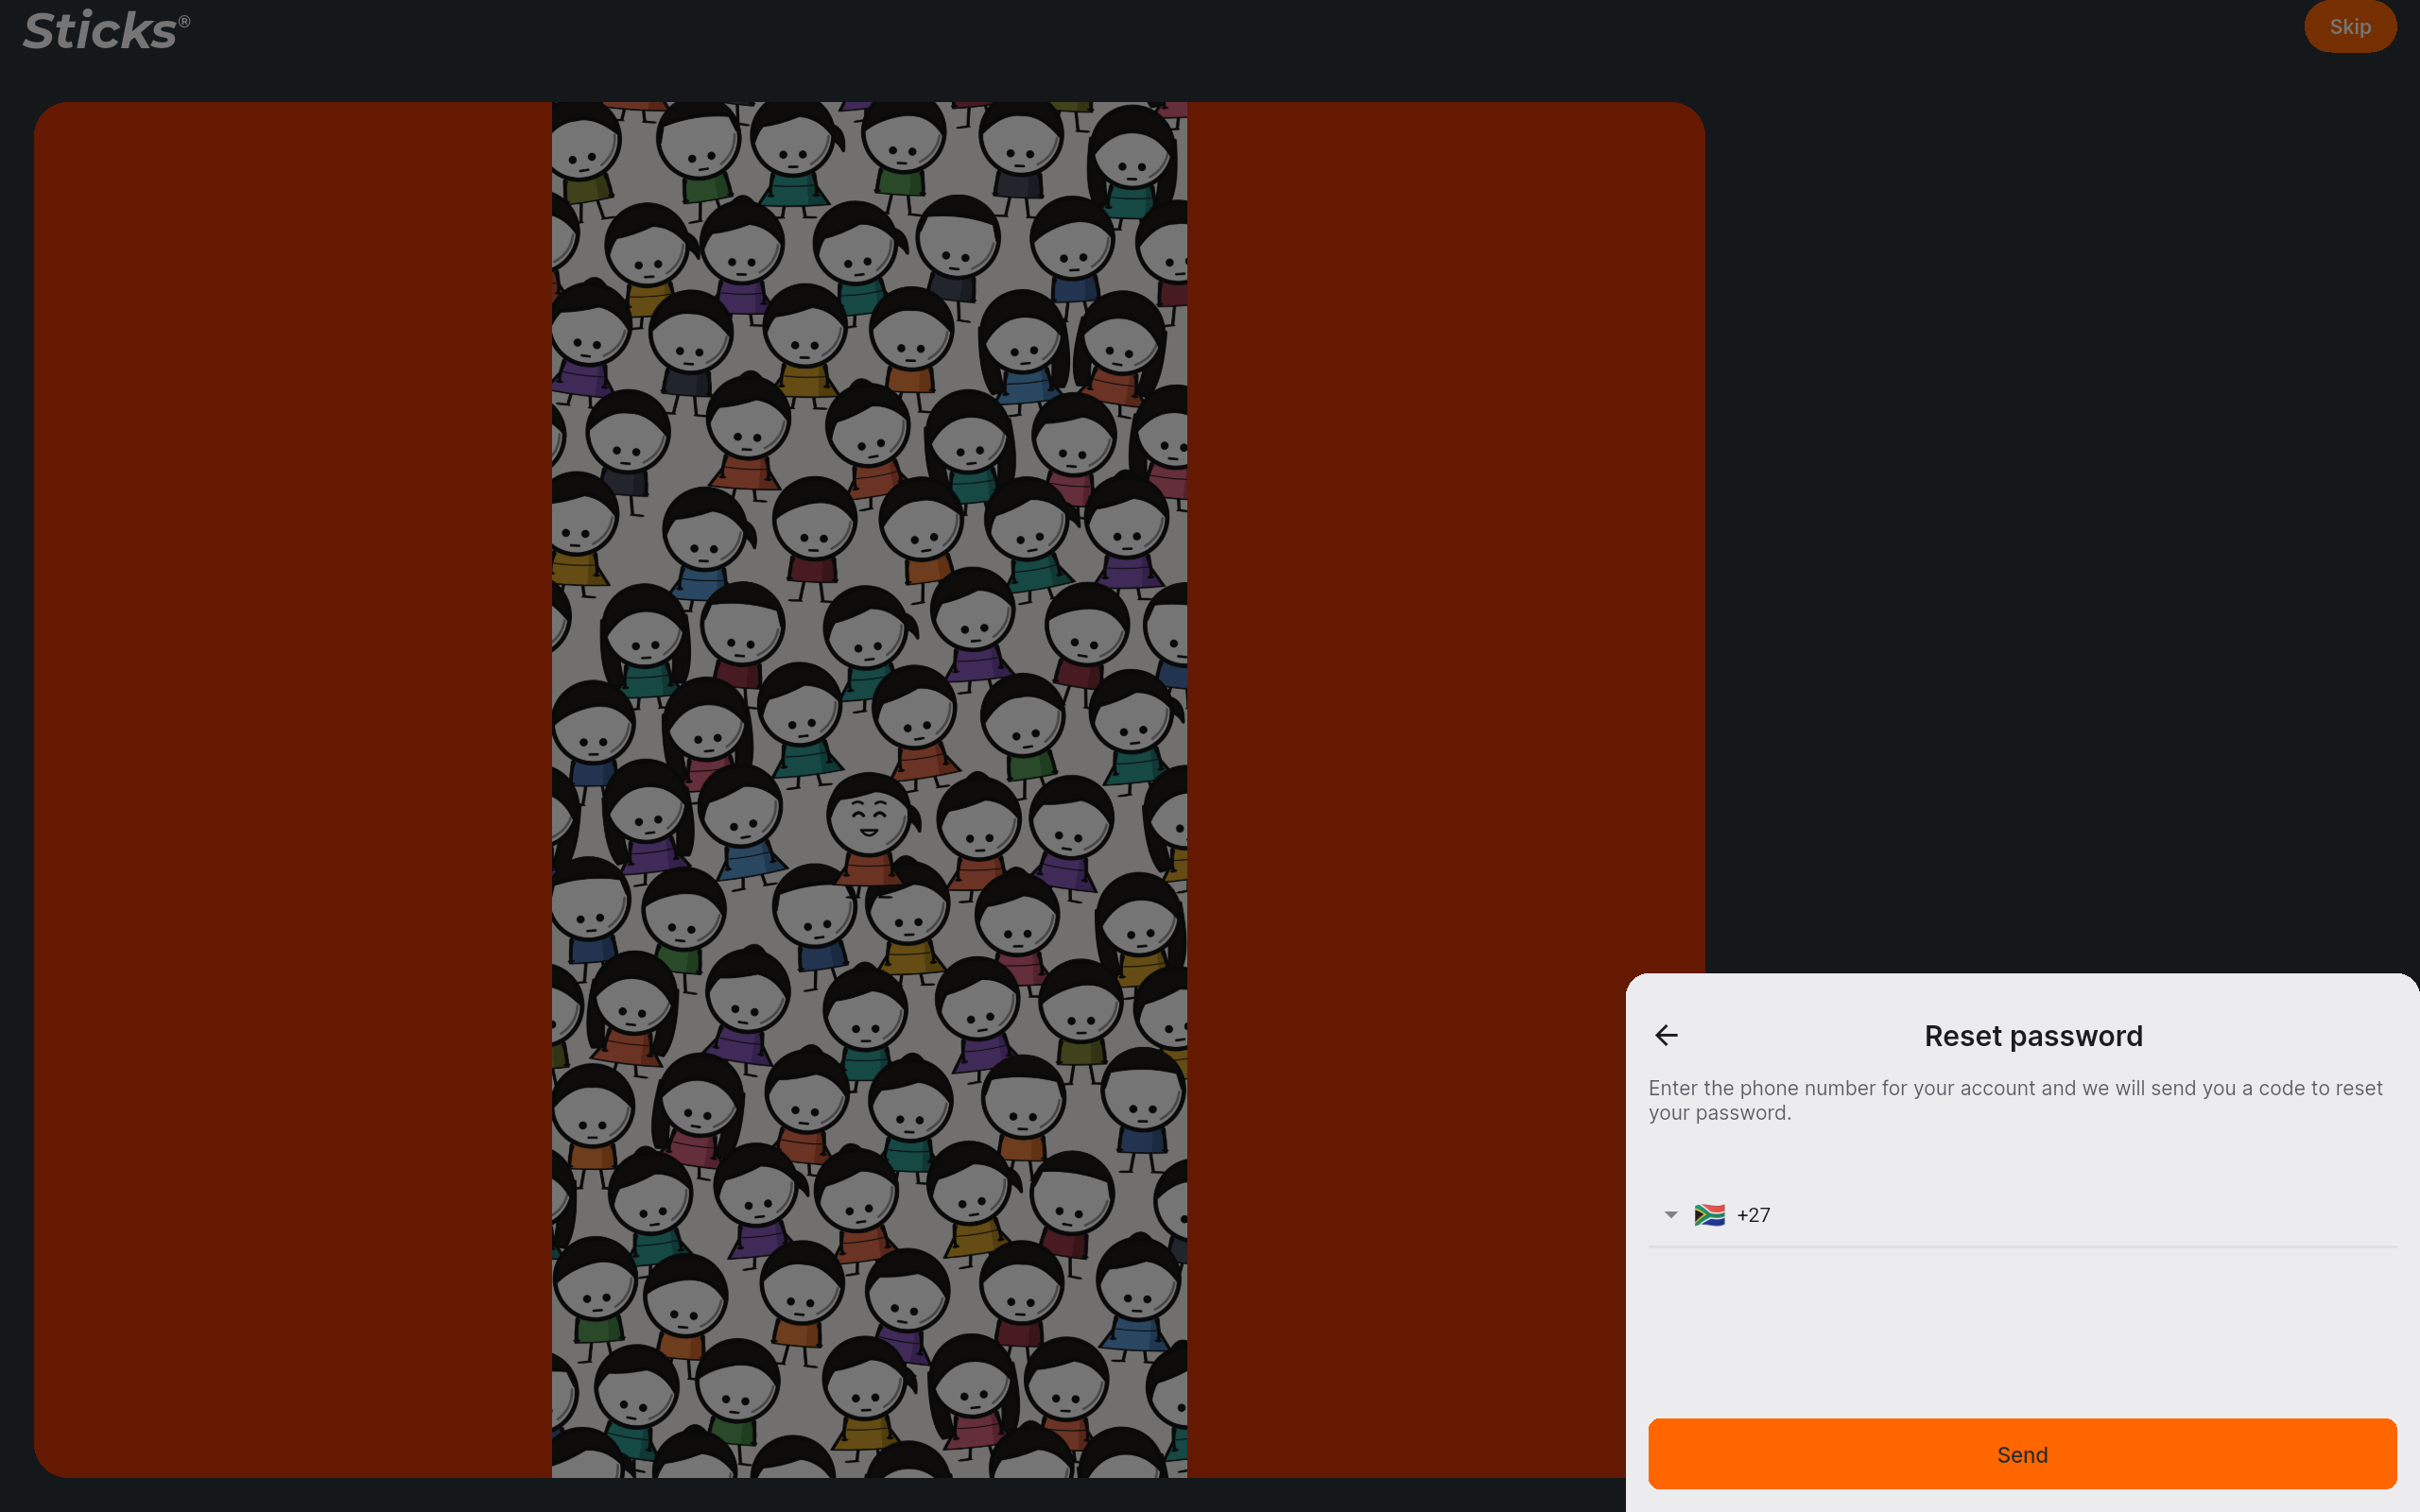 Sticks®
Skip
Reset password
Enter the phone number for your account and we will send you a code to reset
your password.
+27
Send